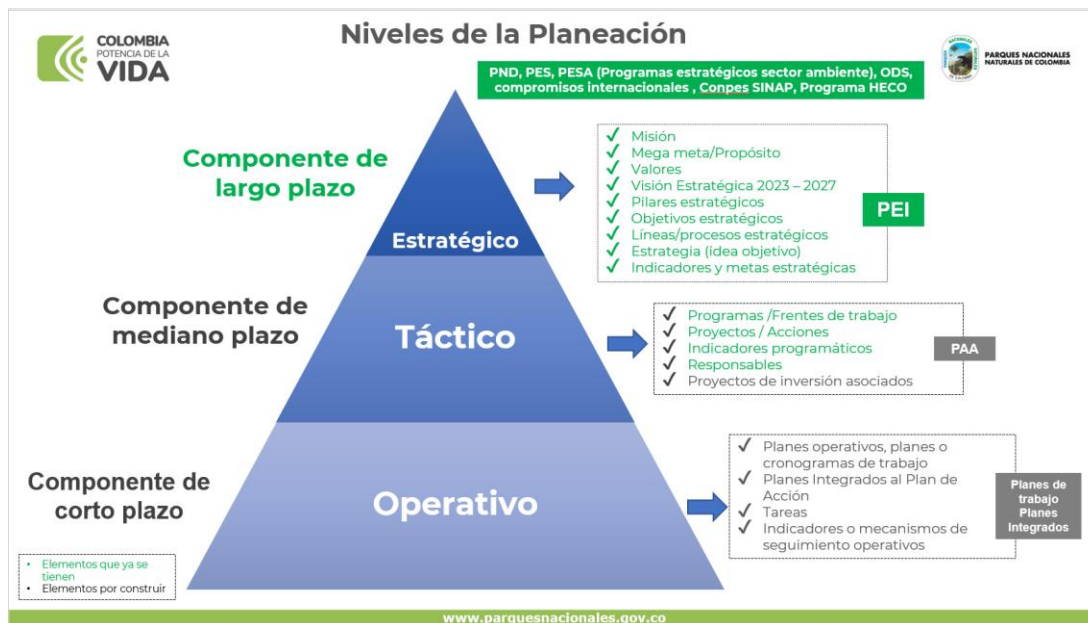 COLOMBIA
POTENCIA DE LA
VIDA
Niveles de la Planeación
PARQUES NACIONALES
NATURALES DE COLOMBIA
PND, PES, PESA (Programas estratégicos sector ambiente), ODS,
compromisos internacionales , Conpes SINAP, Programa HECO
Componente de
largo plazo
Estratégico
✓ Misión
✓ Mega meta/Propósito
✓ Valores
✓ Visión Estratégica 2023 – 2027
✓ Pilares estratégicos
✓ Objetivos estratégicos
✓ Líneas/procesos estratégicos
✓ Estrategia (idea objetivo)
✓ Indicadores y metas estratégicas
PEI
Componente de
mediano plazo
Táctico
✓ Programas /Frentes de trabajo
✓ Proyectos / Acciones
✓ Indicadores programáticos
✓ Responsables
✓ Proyectos de inversión asociados
PAA
Componente de
corto plazo
Operativo
✓ Planes operativos, planes o
cronogramas de trabajo
✓ Planes Integrados al Plan de
Acción
✓ Tareas
✓ Indicadores o mecanismos de
seguimiento operativos
Planes de
trabajo
Planes
Integrados
• Elementos que ya se
tienen
• Elementos por construir
www.parquesnacionales.gov.co